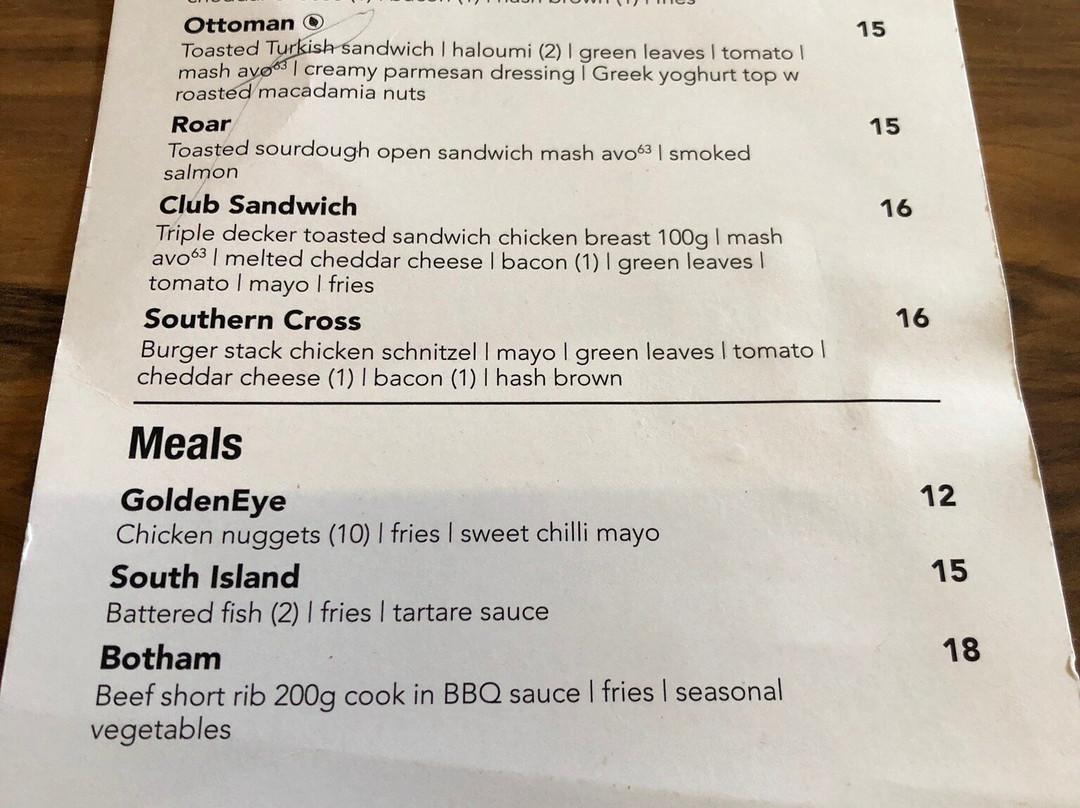 Ottoman
15
Toasted Turkish sandwich | haloumi (2) | green leaves | tomato |
mash avo⁶³ | creamy parmesan dressing | Greek yoghurt top w
roasted macadamia nuts
Roar
15
Toasted sourdough open sandwich mash avo⁶³ | smoked
salmon
Club Sandwich
16
Triple decker toasted sandwich chicken breast 100g | mash
avo⁶³ | melted cheddar cheese | bacon (1) | green leaves |
tomato | mayo | fries
Southern Cross
16
Burger stack chicken schnitzel | mayo | green leaves | tomato |
cheddar cheese (1) | bacon (1) | hash brown
Meals
GoldenEye
12
Chicken nuggets (10) | fries | sweet chilli mayo
South Island
15
Battered fish (2) | fries | tartare sauce
Botham
18
Beef short rib 200g cook in BBQ sauce | fries | seasonal
vegetables